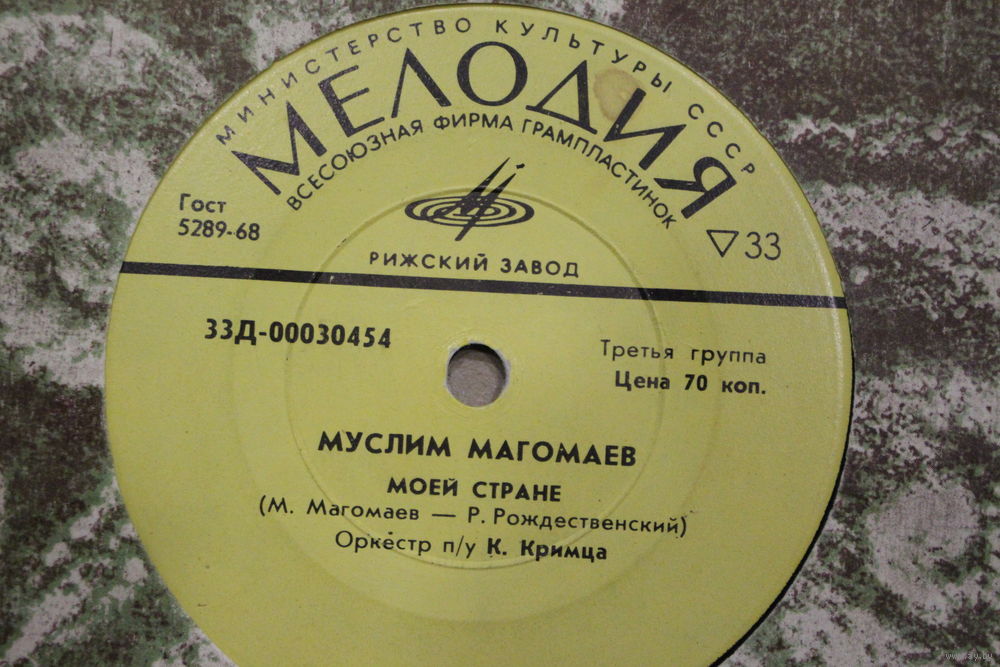 МИНИСТЕРСТВО КУЛЬТУРЫ СССР
МЕЛОДИЯ
ВСЕСОЮЗНАЯ ФИРМА ГРАМПЛАСТИНОК
Гост
5289-68
▽33
РИЖСКИЙ ЗАВОД
33Д-00030454
Третья группа
Цена 70 коп.
МУСЛИМ МАГОМАЕВ
МОЕЙ СТРАНЕ
(М. Магомаев — Р. Рождественский)
Оркестр п/у К. Кримца